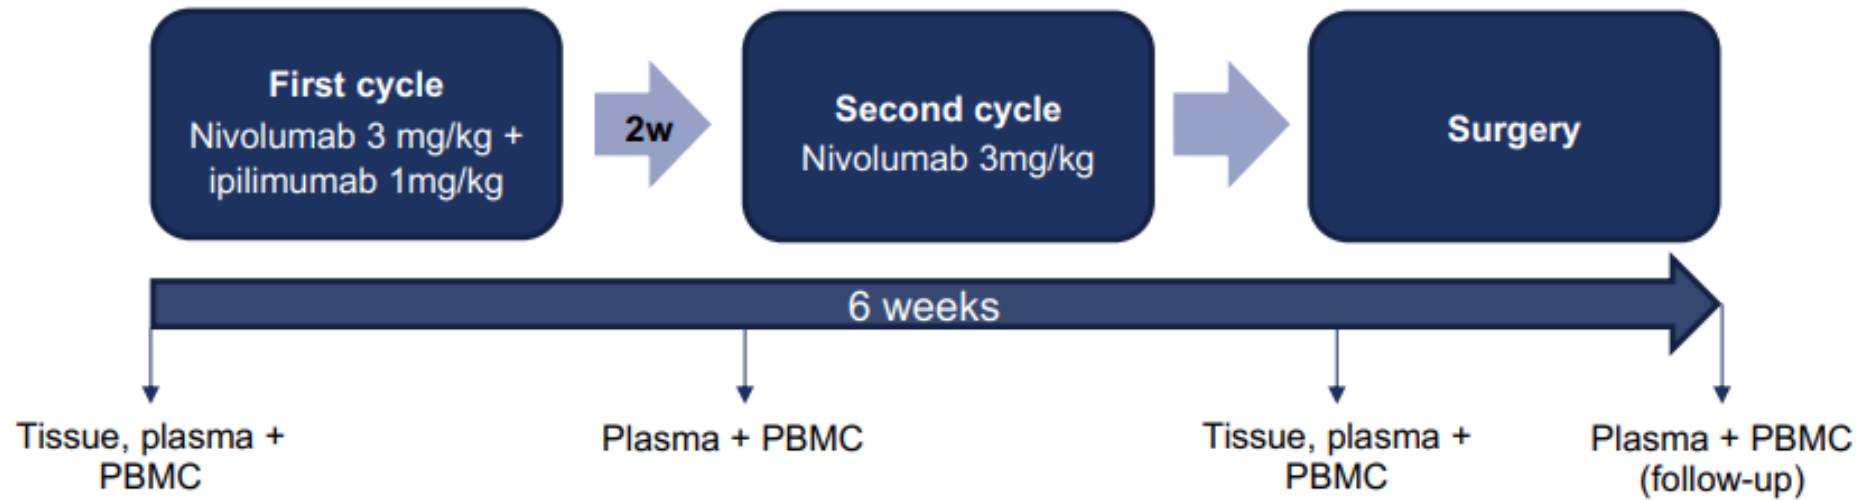 First cycle
Nivolumab 3 mg/kg +
ipilimumab 1mg/kg
2w
Second cycle
Nivolumab 3mg/kg
Surgery
6 weeks
Tissue, plasma +
PBMC
Plasma + PBMC
Tissue, plasma +
PBMC
Plasma + PBMC
(follow-up)